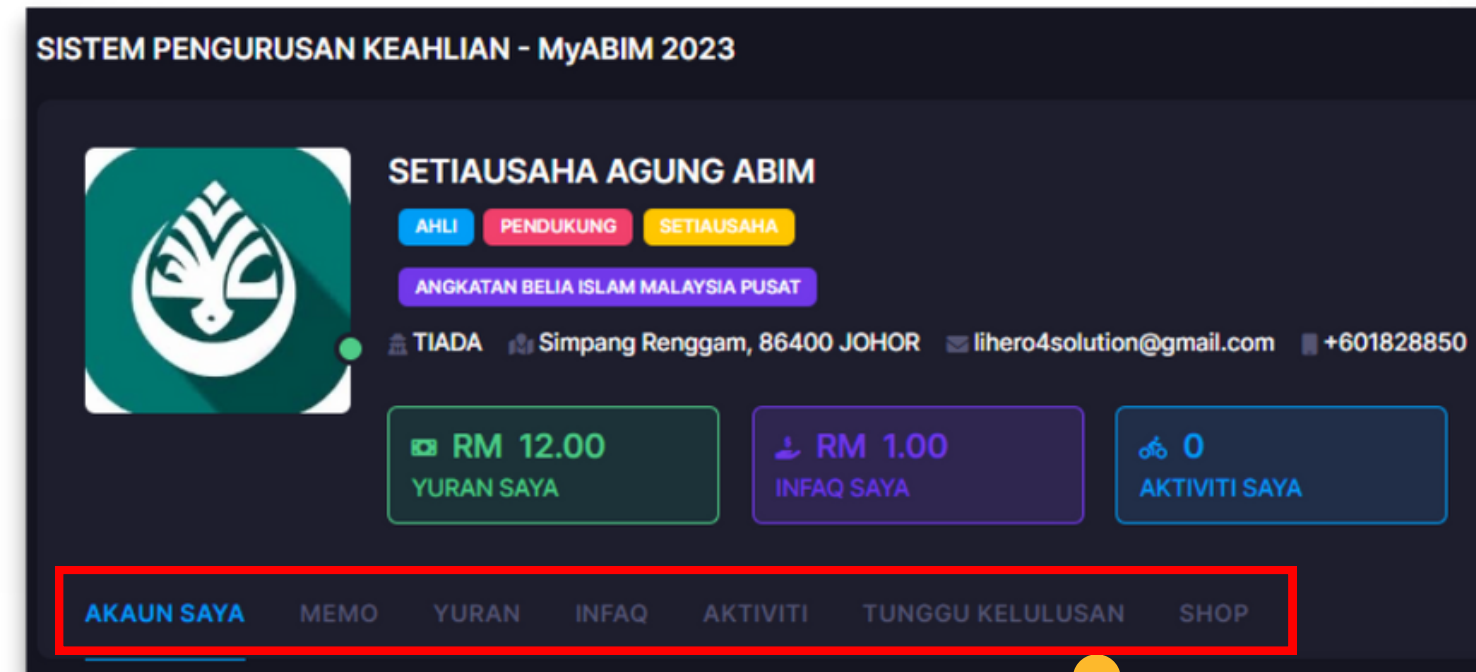 SISTEM PENGURUSAN KEAHLIAN - MyABIM 2023
SETIAUSAHA AGUNG ABIM
AHLI PENDUKUNG SETIAUSAHA
ANGKATAN BELIA ISLAM MALAYSIA PUSAT
TIADA Simpang Renggam, 86400 JOHOR lihero4solution@gmail.com +601828850
RM 12.00 RM 1.00 0
YURAN SAYA INFAQ SAYA AKTIVITI SAYA
AKAUN SAYA MEMO YURAN INFAQ AKTIVITI TUNGGU KELULUSAN SHOP